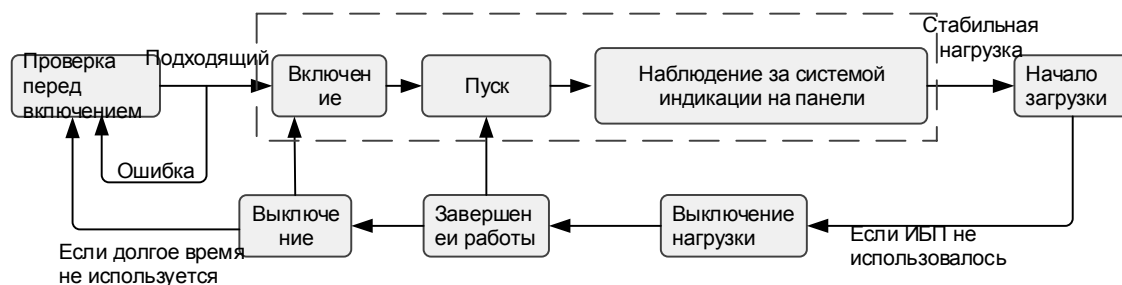 Стабильная
нагрузка
Подходящий
Проверка
перед
включением
Включен
ие
Пуск
Наблюдение за системой
индикации на панели
Начало
загрузки
Ошибка
Выключе
ние
Завершен
еи работы
Выключение
нагрузки
Если ИБП не
использовалось
Если долгое время
не используется